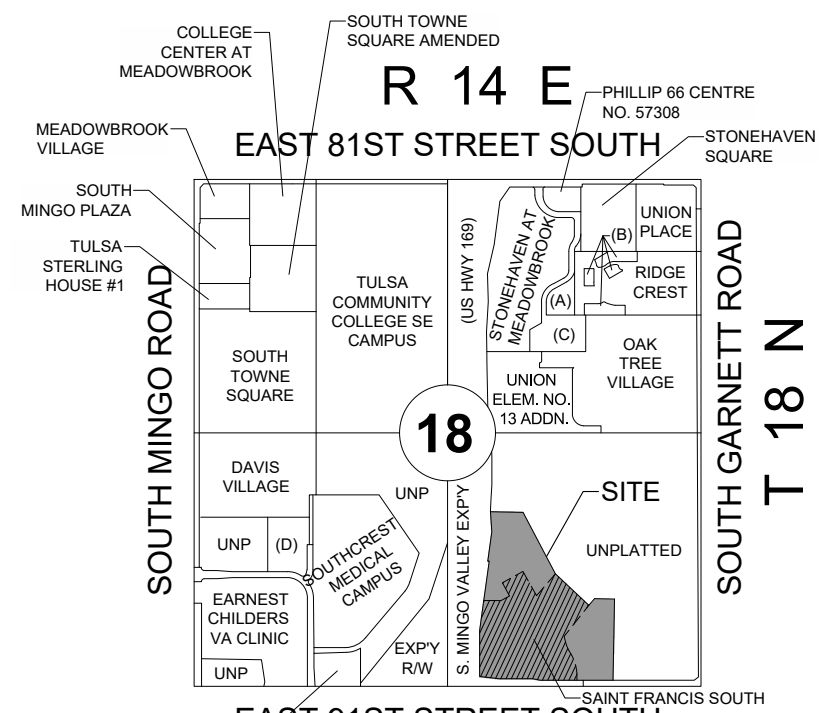 COLLEGE
CENTER AT
MEADOWBROOK
SOUTH TOWNE
SQUARE AMENDED
R 14 E
PHILLIP 66 CENTRE
NO. 57308
MEADOWBROOK
VILLAGE
EAST 81ST STREET SOUTH
STONEHAVEN
SQUARE
SOUTH
MINGO PLAZA
TULSA
STERLING
HOUSE #1
SOUTH MINGO ROAD
TULSA
COMMUNITY
COLLEGE SE
CAMPUS
(US HWY 169)
STONEHAVEN AT
MEADOWBROOK
(B)
UNION
PLACE
RIDGE
CREST
(A)
(C)
SOUTH
TOWNE
SQUARE
UNION
ELEM. NO.
13 ADDN.
OAK
TREE
VILLAGE
SOUTH GARNETT ROAD
T 18 N
18
DAVIS
VILLAGE
UNP
UNP
(D)
SOUTHCREST
MEDICAL
CAMPUS
S. MINGO VALLEY EXP'Y
SITE
UNPLATTED
EARNEST
CHILDERS
VA CLINIC
UNP
EXP'Y
R/W
SAINT FRANCIS SOUTH
EAST 91ST STREET SOUTH